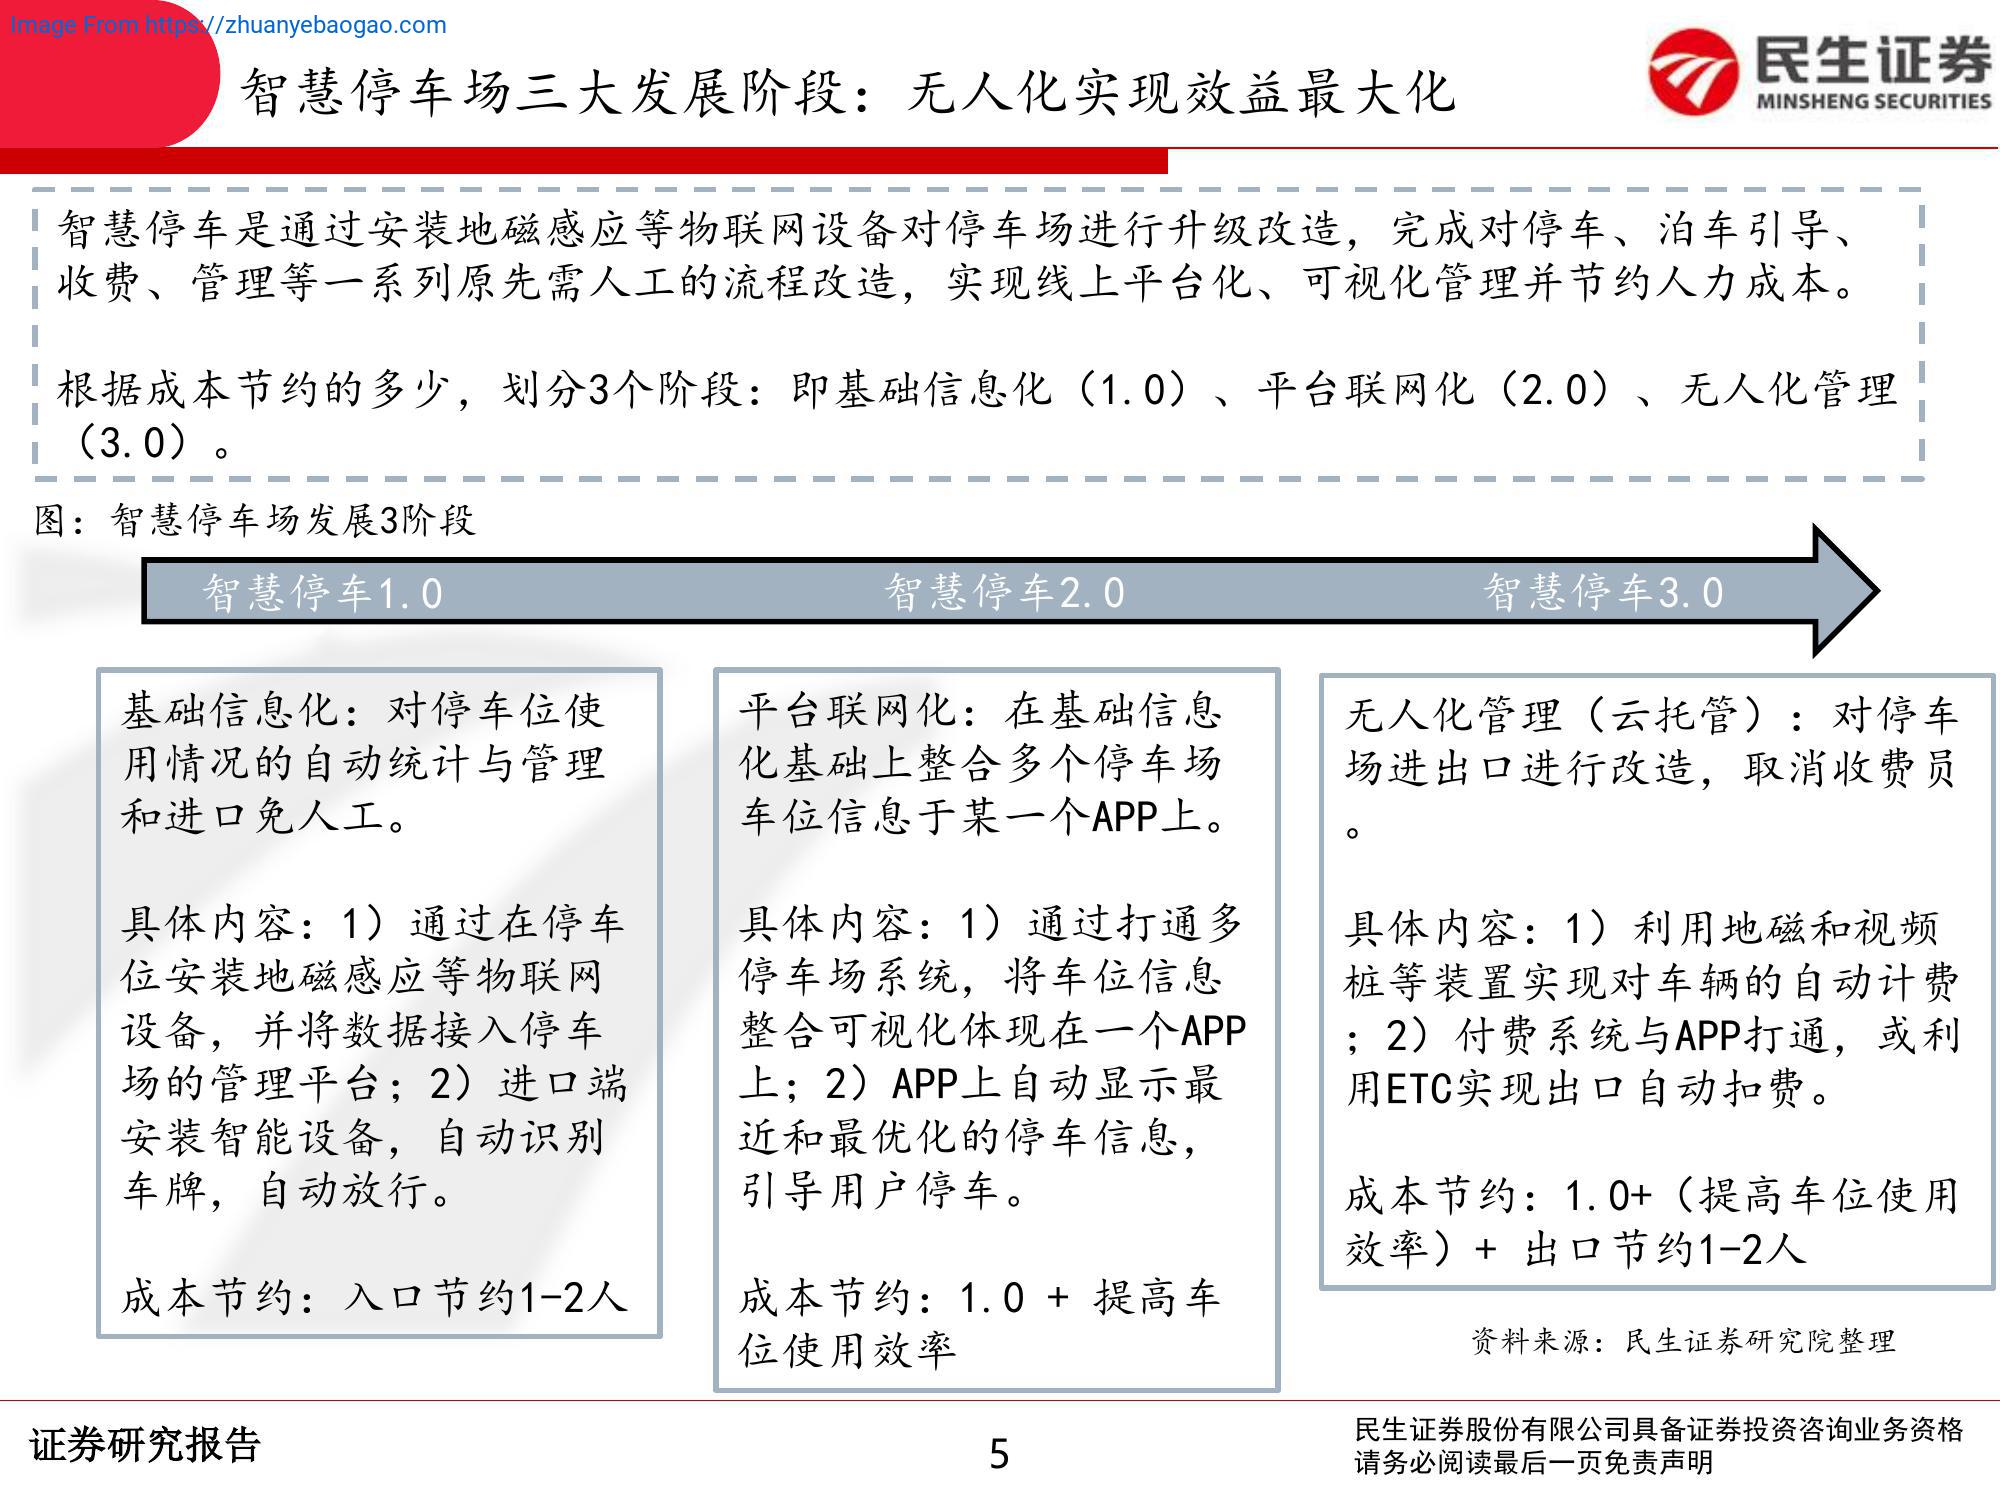 Image From https://zhuanyebaogao.com
智慧停车场三大发展阶段：无人化实现效益最大化
民生证券
MINSHENG SECURITIES
智慧停车是通过安装地磁感应等物联网设备对停车场进行升级改造，完成对停车、泊车引导、
收费、管理等一系列原先需人工的流程改造，实现线上平台化、可视化管理并节约人力成本。
根据成本节约的多少，划分3个阶段：即基础信息化（1.0）、平台联网化（2.0）、无人化管理
（3.0）。
图：智慧停车场发展3阶段
智慧停车1.0
智慧停车2.0
智慧停车3.0
基础信息化：对停车位使
用情况的自动统计与管理
和进口免人工。
具体内容：1）通过在停车
位安装地磁感应等物联网
设备，并将数据接入停车
场的管理平台；2）进口端
安装智能设备，自动识别
车牌，自动放行。
成本节约：入口节约1-2人
平台联网化：在基础信息
化基础上整合多个停车场
车位信息于某一个APP上。
具体内容：1）通过打通多
停车场系统，将车位信息
整合可视化体现在一个APP
上；2）APP上自动显示最
近和最优化的停车信息，
引导用户停车。
成本节约：1.0 + 提高车
位使用效率
无人化管理（云托管）：对停车
场进出口进行改造，取消收费员
。
具体内容：1）利用地磁和视频
桩等装置实现对车辆的自动计费
；2）付费系统与APP打通，或利
用ETC实现出口自动扣费。
成本节约：1.0+（提高车位使用
效率）+ 出口节约1-2人
资料来源：民生证券研究院整理
证券研究报告
5
民生证券股份有限公司具备证券投资咨询业务资格
请务必阅读最后一页免责声明